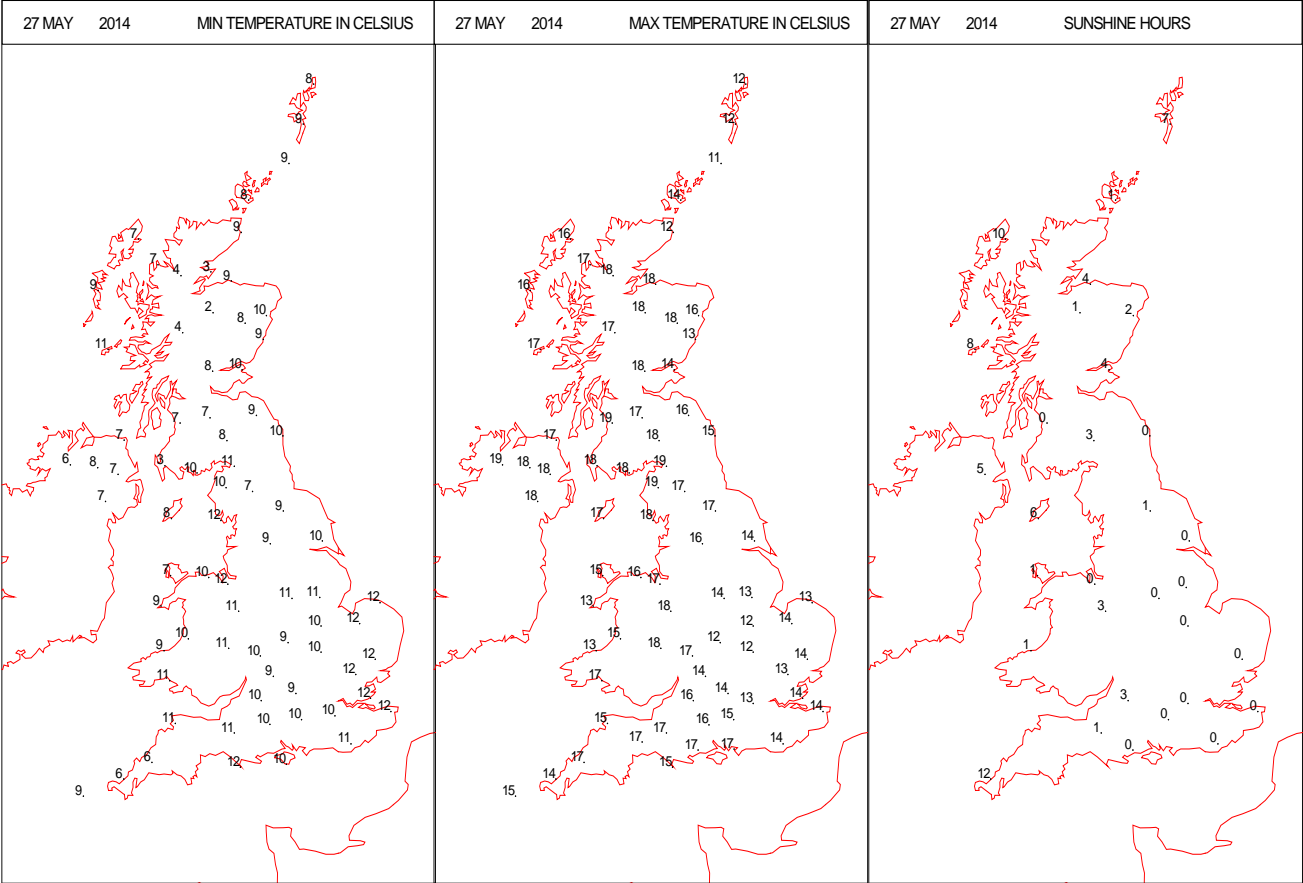 27 MAY 2014 MIN TEMPERATURE IN CELSIUS
8
9
9
8
9
7
7 4 3 9
9
2 8 10
4 9
11
8 10
7 7 9
7 8 10
6 8 7 3 10 11
10 7
7 8 12 9
9 10
7 10 12
9 11 11 11 12
10 12
9 10 11 9 10
10 12
11 9 12
10 9 12
12
11 11 10 10 10
11
6 12 10
6
9
27 MAY 2014 MAX TEMPERATURE IN CELSIUS
12
12
11
14
12
16
17 18 18
16
18 18 16
17 13
17
18 14
19 17 16
17 18 15
19 18 18 18 18 19
19 17
18 17 18 17
16 14
15 16 17
13 18 14 13 13
12 14
13 15 18 12 12
17 14
17 14 13
16 14 13 14
14
15 17 17 16 15
17 17 14
17 15
14
15
27 MAY 2014 SUNSHINE HOURS
7
1
10
4
1 2
8
4
0
3 0
5
6 1
0
1 0 0
3 0
0
1 0
3 0
0
1 0
0 0
12